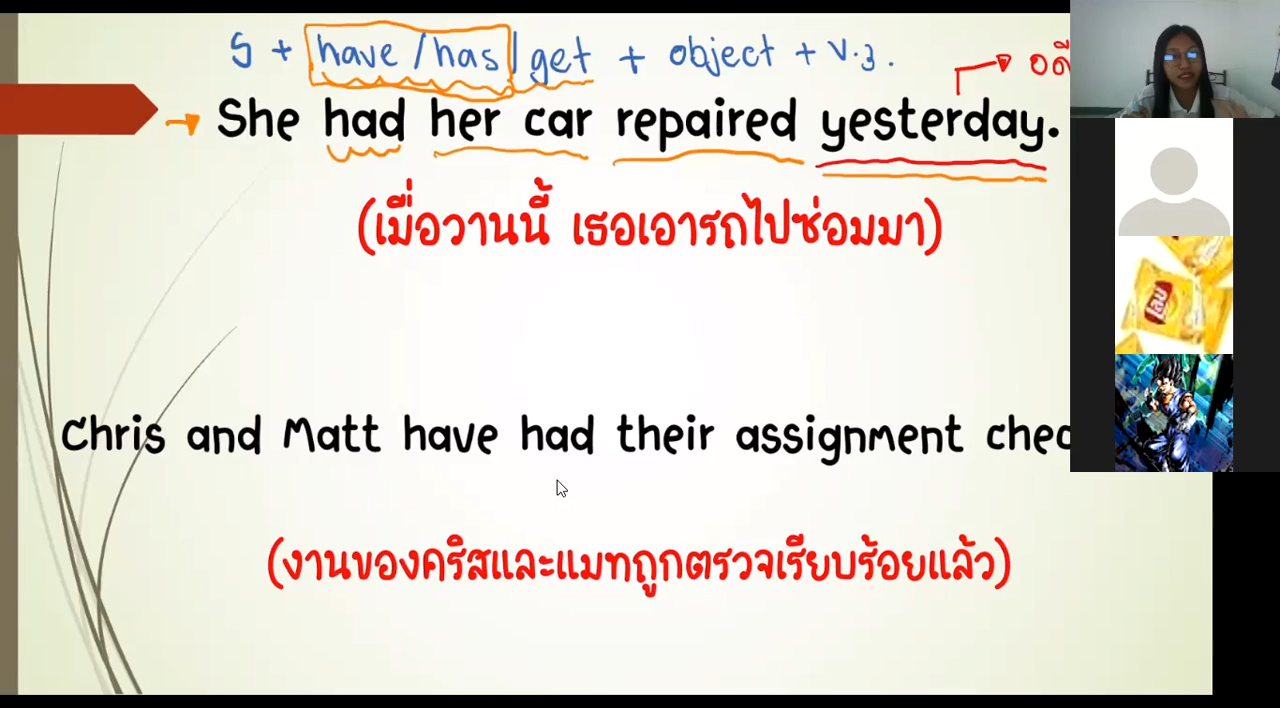 S + have / has | get + object + v.3.
She had her car repaired yesterday.
(เมื่อวานนี้ เธอเอารถไปซ่อมมา)
Chris and Matt have had their assignment
(งานของคริสและแมทถูกตรวจเรียบร้อยแล้ว)
เลย์